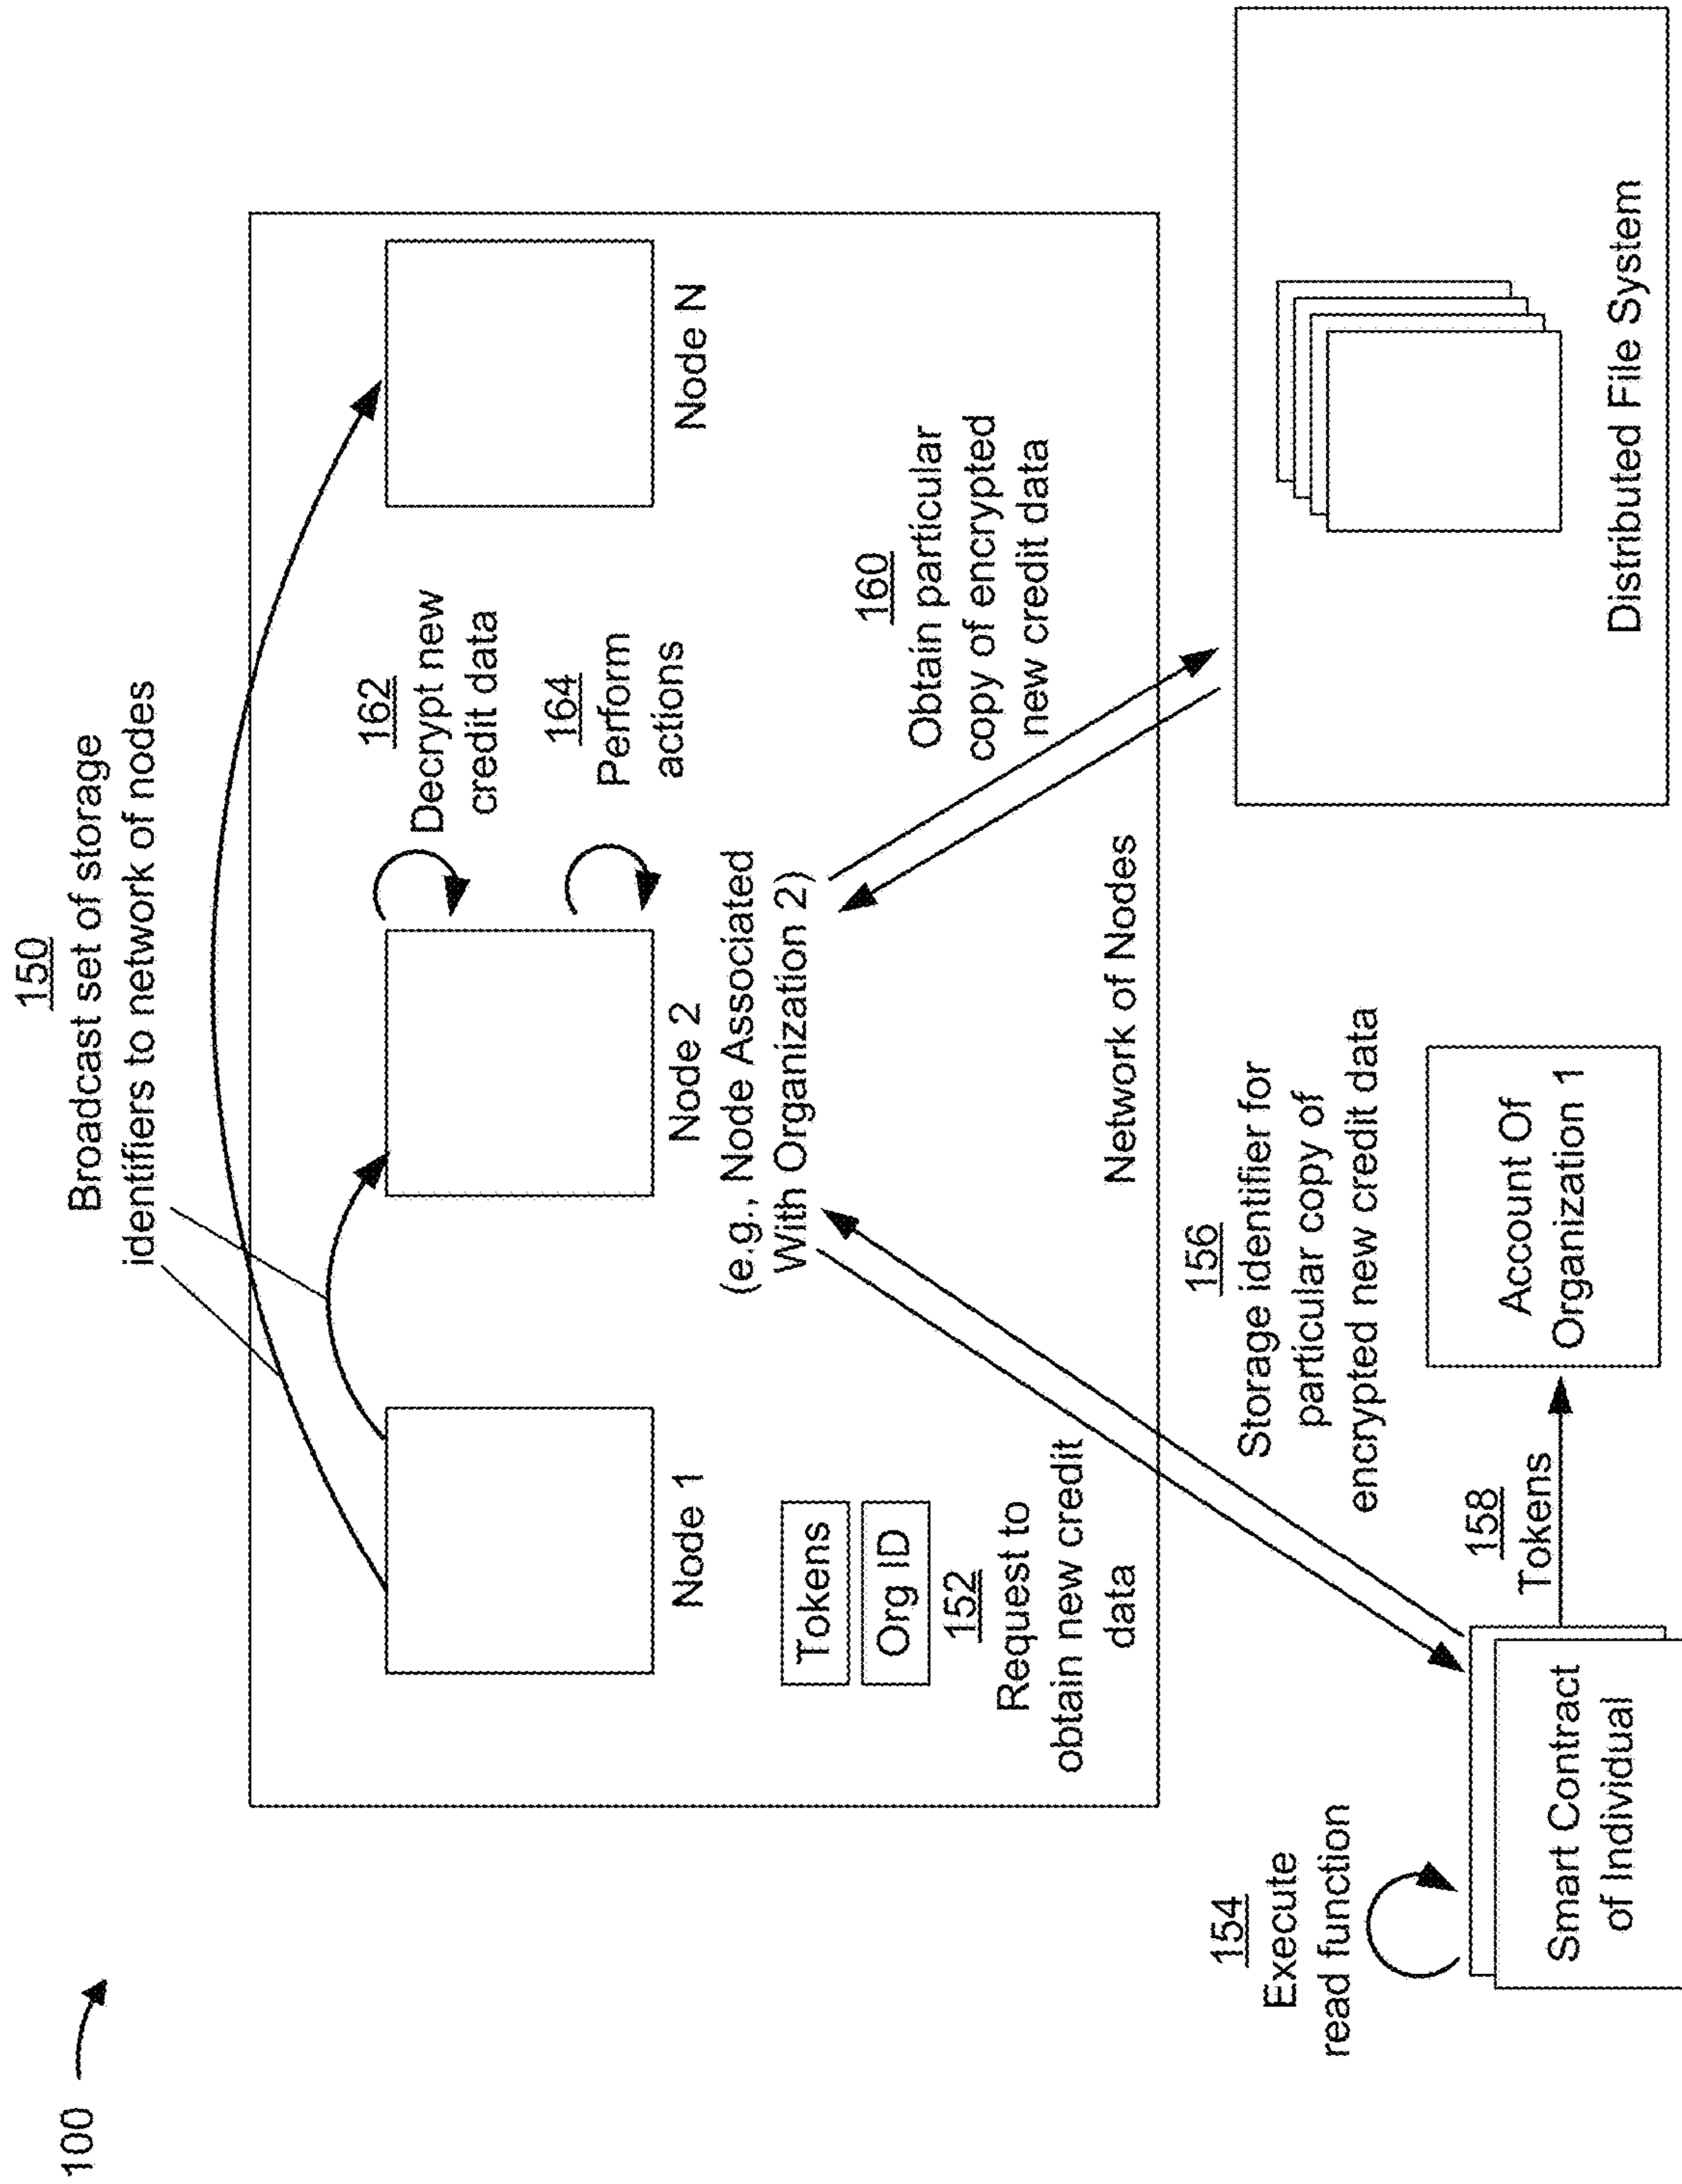 100
150
Broadcast set of storage
identifiers to network of nodes
162
Decrypt new
credit data
164
Perform
actions
Node 1
Node 2
(e.g., Node Associated
With Organization 2)
Node N
Tokens
Org ID
152
Request to
obtain new credit
data
160
Obtain particular
copy of encrypted
new credit data
Network of Nodes
154
Execute
read function
156
Storage identifier for
particular copy of
encrypted new credit data
158
Tokens
Smart Contract
of Individual
Account Of
Organization 1
Distributed File System